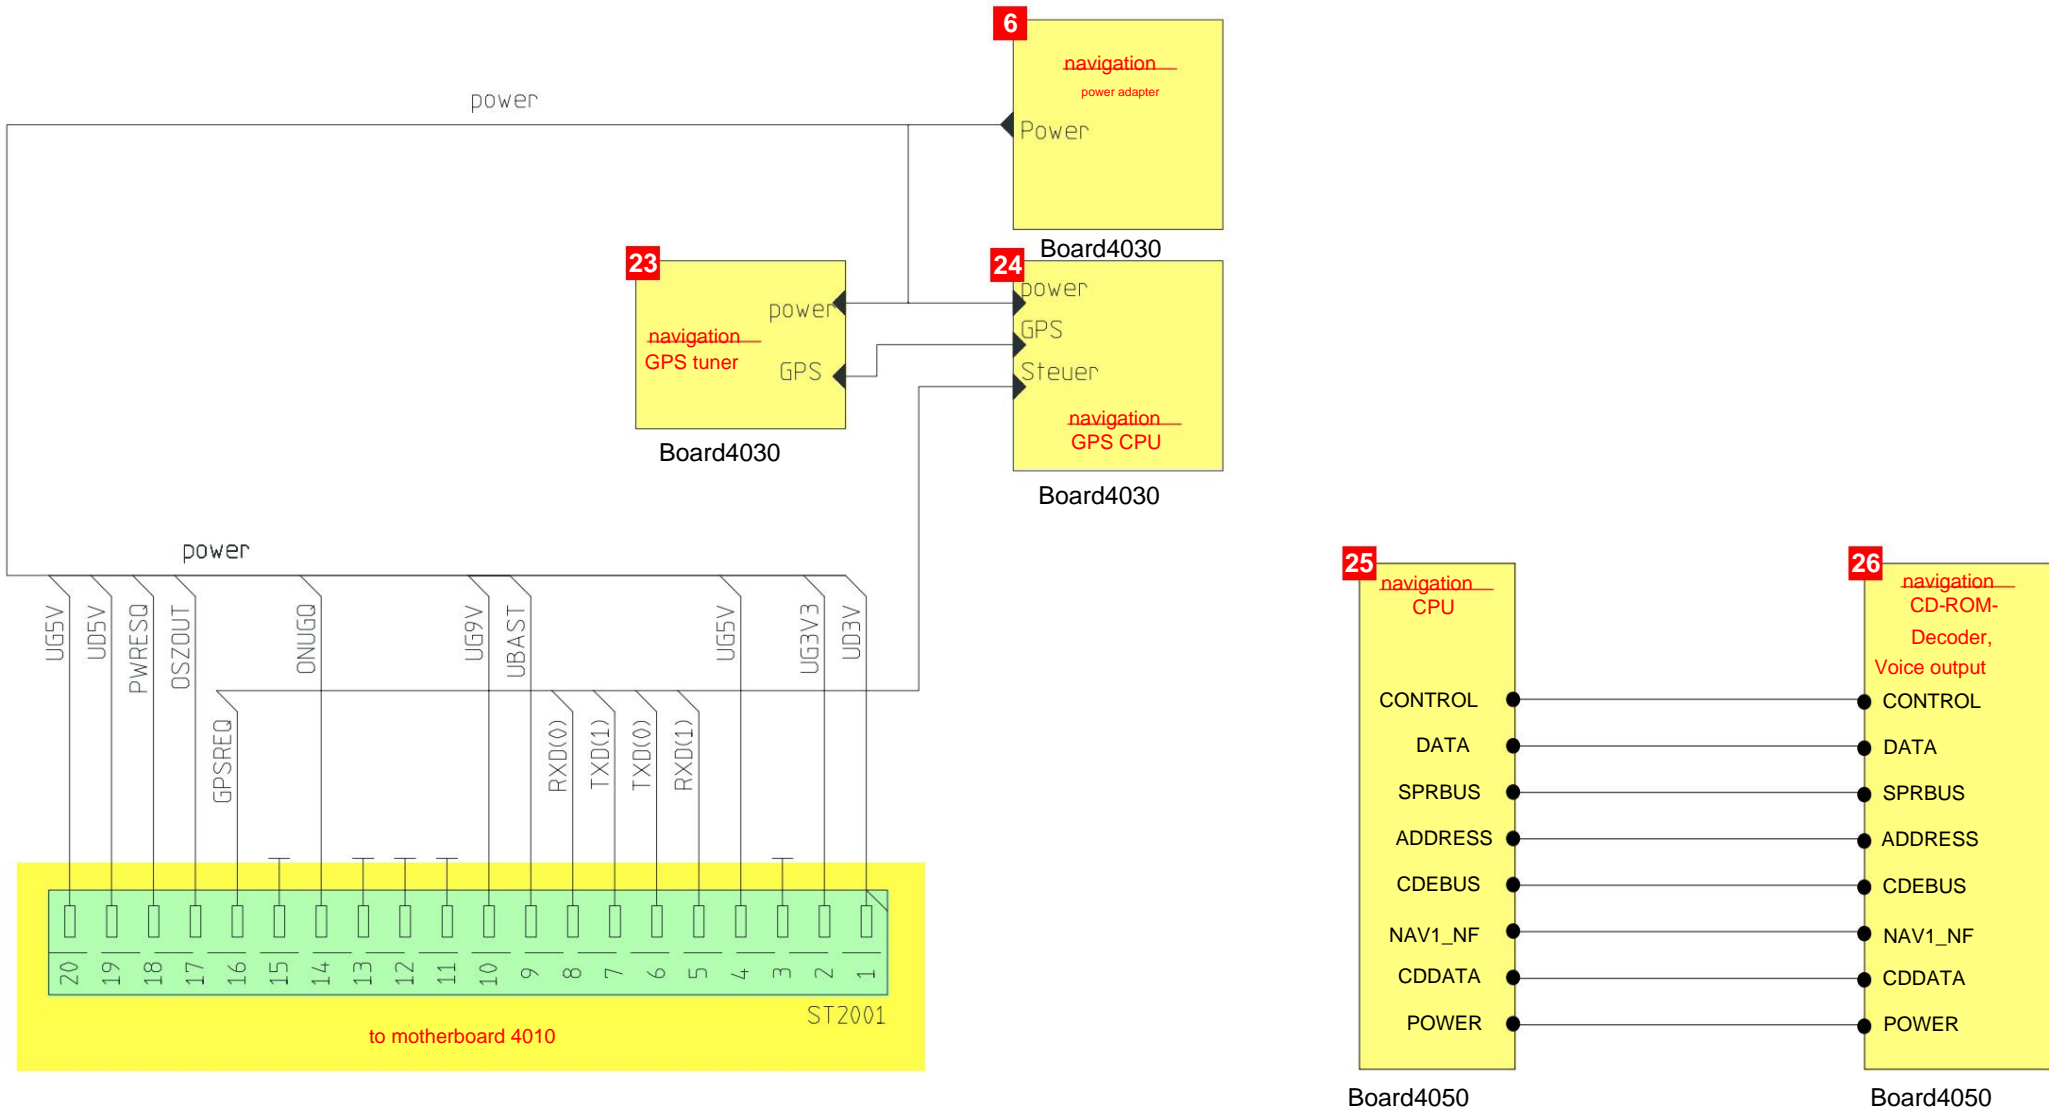 6
navigation
power adapter
power
Power
Board4030
23
24
power
power
navigation
GPS
GPS tuner
GPS
Steuer
navigation
GPS CPU
Board4030
Board4030
power
UG5V
UD5V
PWRESQ
OSZOUT
GPSREQ
ONUGQ
UG9V
UBAST
RXD(0)
TXD(1)
TXD(0)
RXD(1)
UG5V
UG3V3
UD3V
20 19 18 17 16 15 14 13 12 11 10 9 8 7 6 5 4 3 2 1
ST2001
to motherboard 4010
25
navigation
CPU
CONTROL
DATA
SPRBUS
ADDRESS
CDEBUS
NAV1_NF
CDDATA
POWER
Board4050
26
navigation
CD-ROM-
Decoder,
Voice output
CONTROL
DATA
SPRBUS
ADDRESS
CDEBUS
NAV1_NF
CDDATA
POWER
Board4050